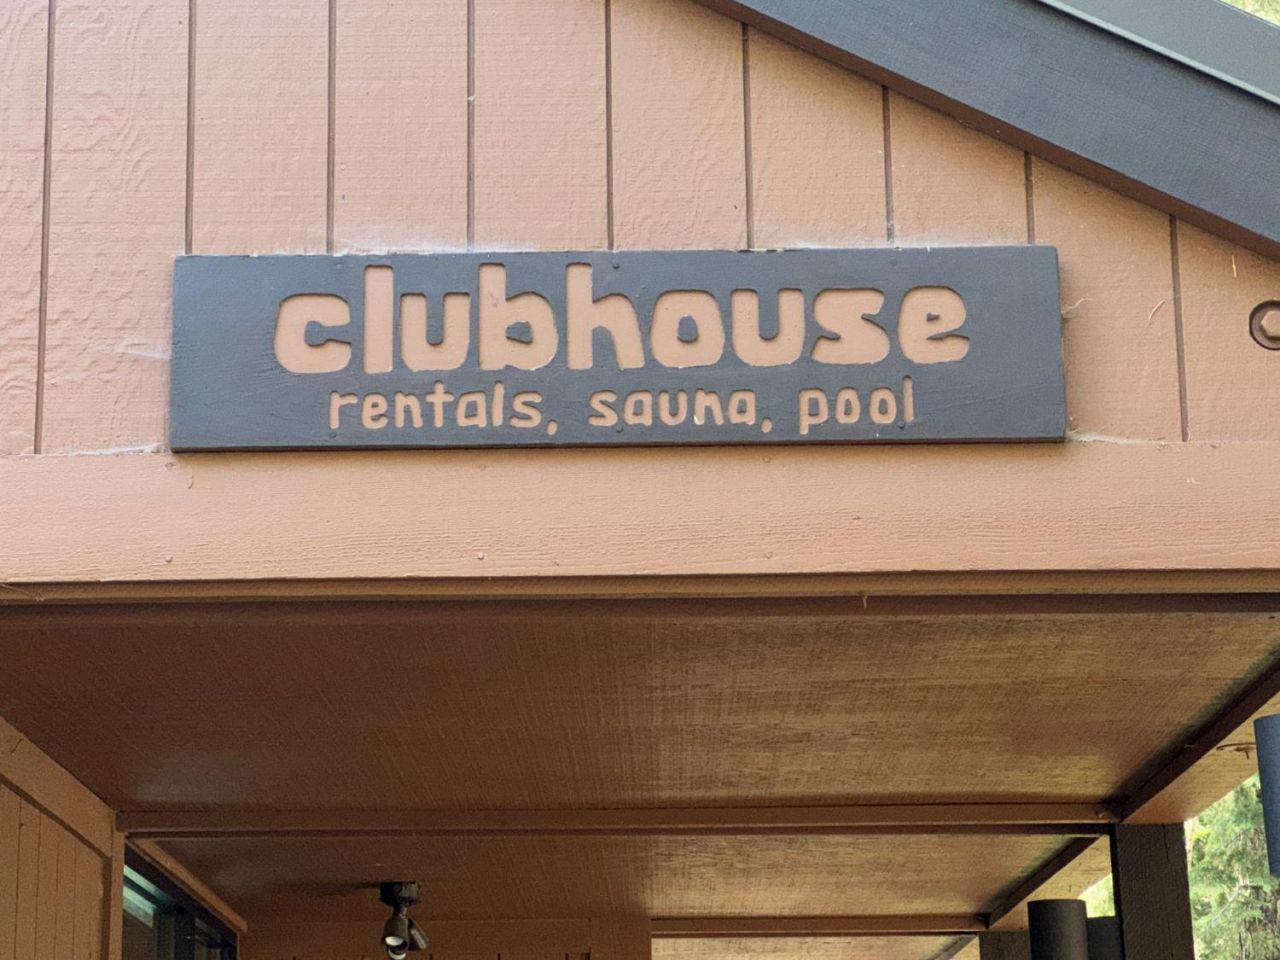 clubhouse
rentals, sauna, pool